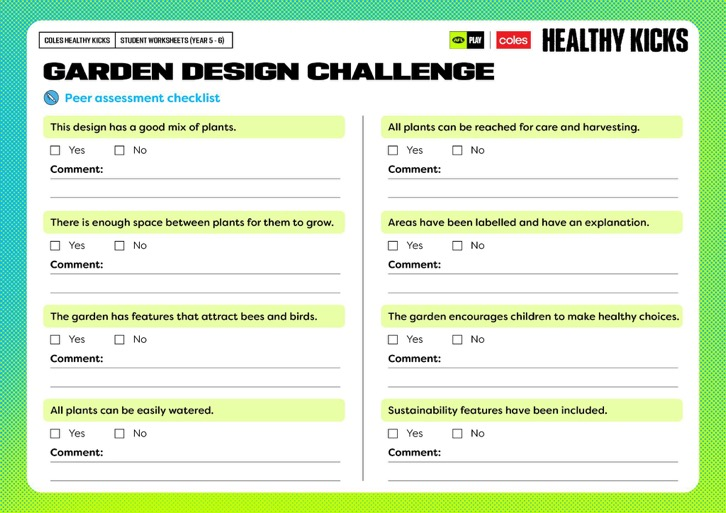 COLES HEALTHY KICKS STUDENT WORKSHEETS (YEAR 5 - 6)
AFL PLAY coles HEALTHY KICKS
GARDEN DESIGN CHALLENGE
Peer assessment checklist
This design has a good mix of plants.
Yes No
Comment:
There is enough space between plants for them to grow.
Yes No
Comment:
The garden has features that attract bees and birds.
Yes No
Comment:
All plants can be easily watered.
Yes No
Comment:
All plants can be reached for care and harvesting.
Yes No
Comment:
Areas have been labelled and have an explanation.
Yes No
Comment:
The garden encourages children to make healthy choices.
Yes No
Comment:
Sustainability features have been included.
Yes No
Comment: